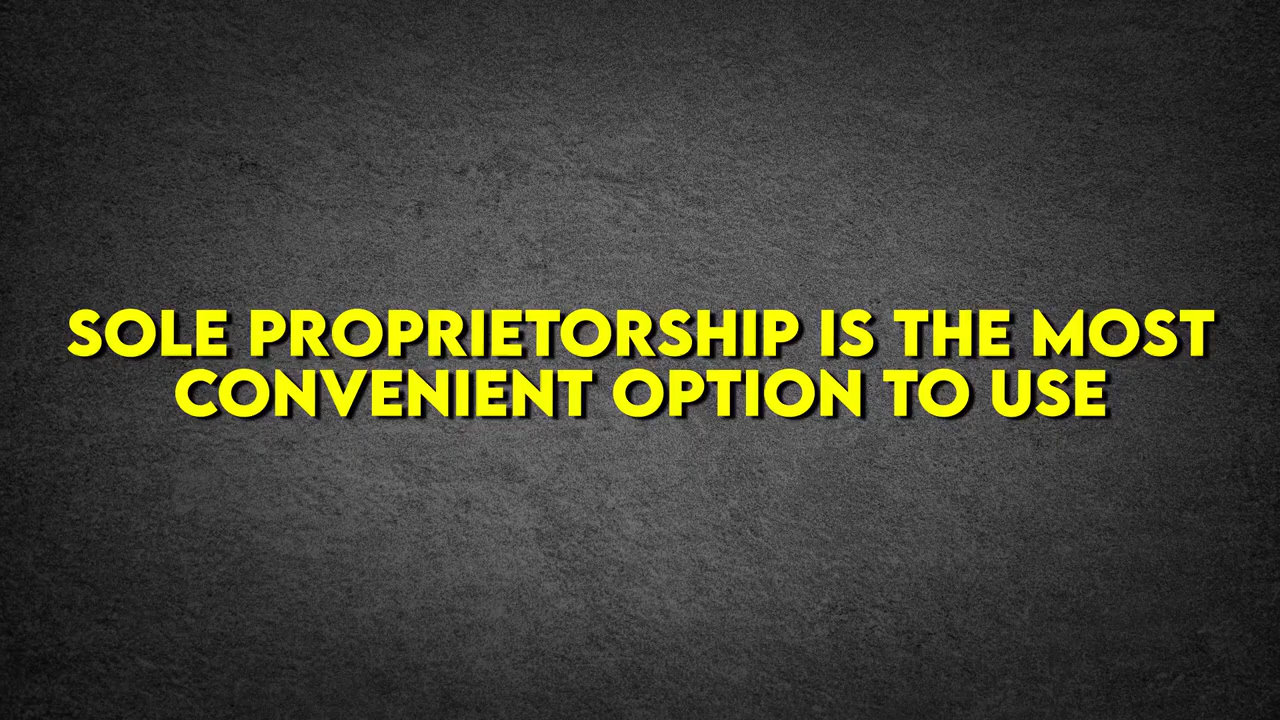 SOLE PROPRIETORSHIP IS THE MOST
CONVENIENT OPTION TO USE